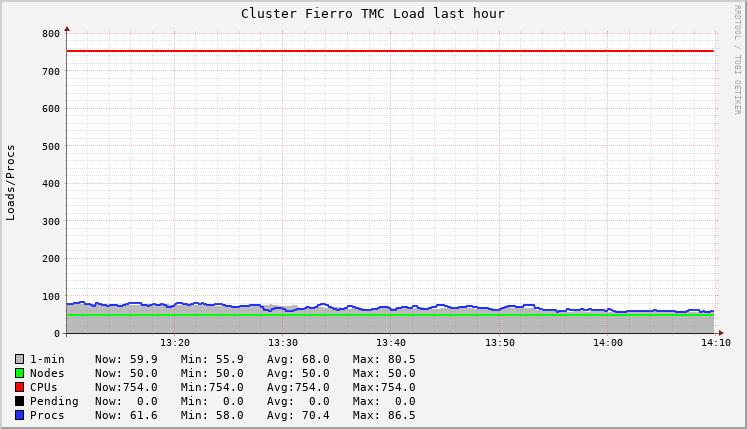 Cluster Fierro TMC Load last hour
RRDTOOL / TOBI OETIKER
Loads/Procs
800
700
600
500
400
300
200
100
0
13:20 13:30 13:40 13:50 14:00 14:10
1-min Now: 59.9 Min: 55.9 Avg: 68.0 Max: 80.5
Nodes Now: 50.0 Min: 50.0 Avg: 50.0 Max: 50.0
CPUs Now:754.0 Min:754.0 Avg:754.0 Max:754.0
Pending Now: 0.0 Min: 0.0 Avg: 0.0 Max: 0.0
Procs Now: 61.6 Min: 58.0 Avg: 70.4 Max: 86.5